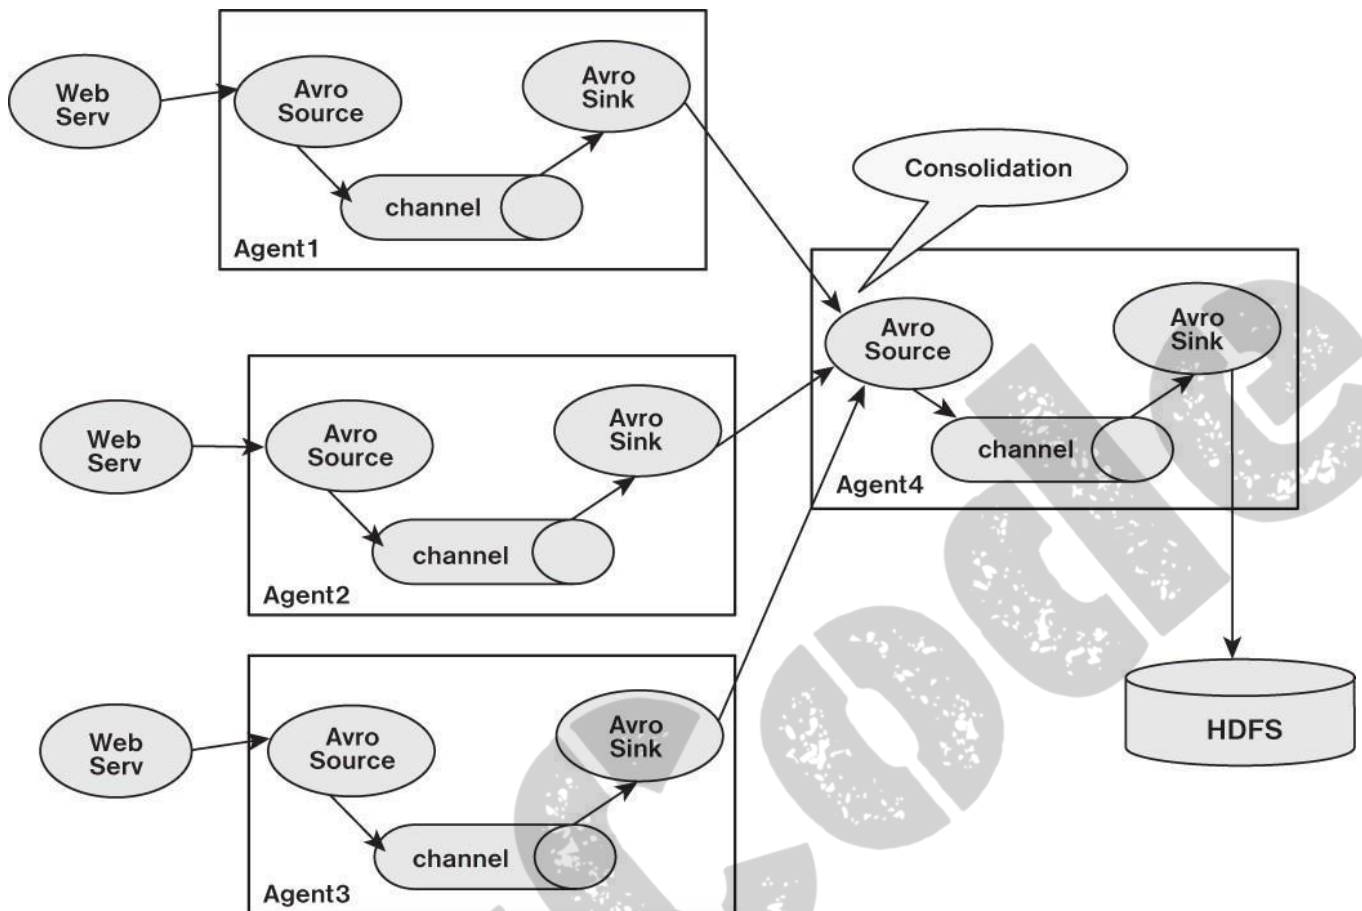 Web
Serv
Avro
Source
Avro
Sink
channel
Agent1
Consolidation
Web
Serv
Avro
Source
Avro
Sink
channel
Agent2
Avro
Source
Avro
Sink
channel
Agent4
Web
Serv
Avro
Source
Avro
Sink
channel
Agent3
HDFS